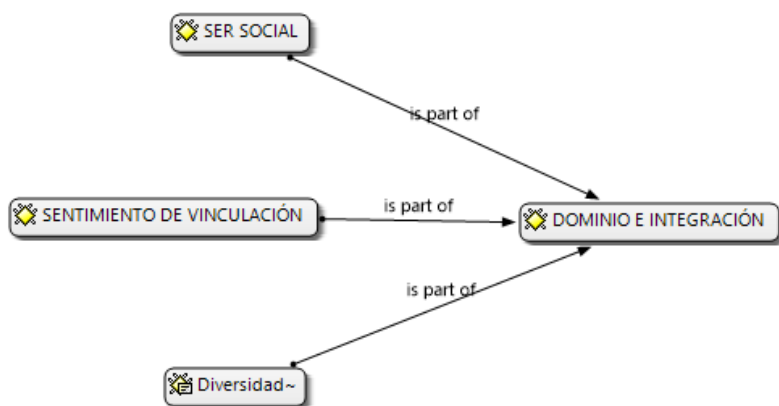 SER SOCIAL
is part of
SENTIMIENTO DE VINCULACIÓN
is part of
DOMINIO E INTEGRACIÓN
is part of
Diversidad~